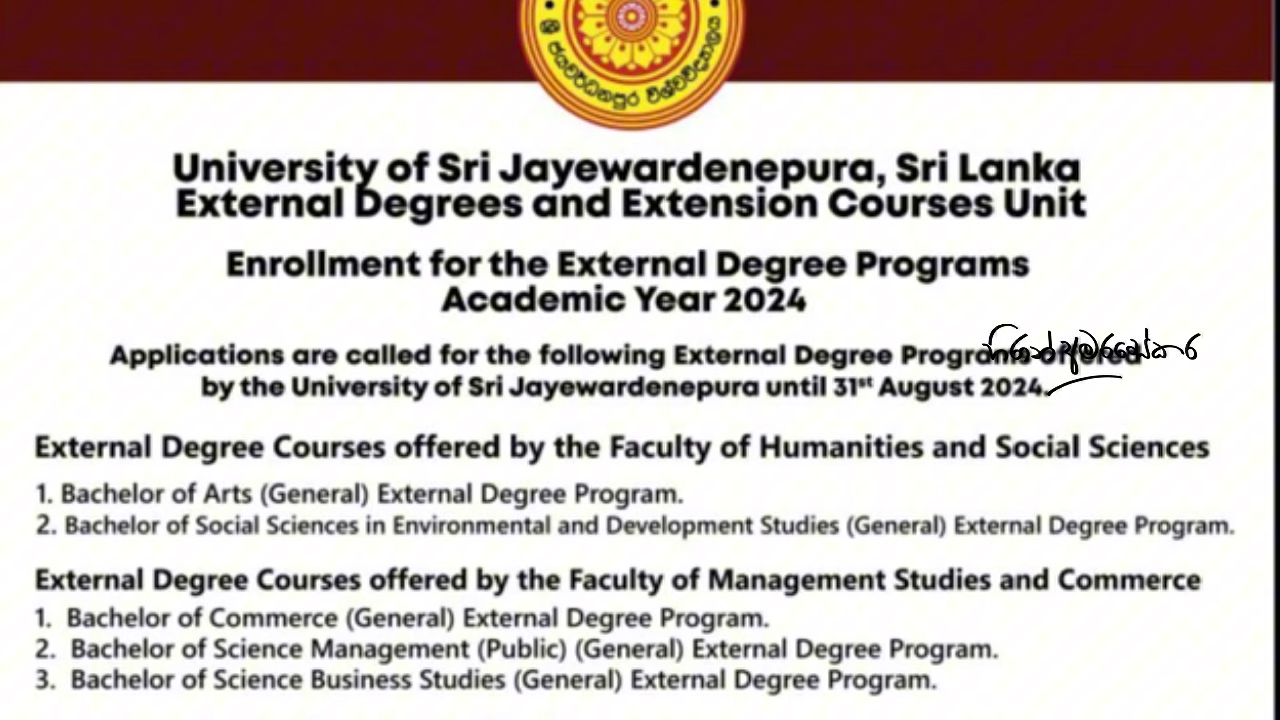 ශ්‍රී ජයවර්ධනපුර විශ්වවිද්‍යාලය
University of Sri Jayewardenepura, Sri Lanka
External Degrees and Extension Courses Unit
Enrollment for the External Degree Programs
Academic Year 2024
Applications are called for the following External Degree Programs offered
by the University of Sri Jayewardenepura until 31st August 2024.
External Degree Courses offered by the Faculty of Humanities and Social Sciences
1. Bachelor of Arts (General) External Degree Program.
2. Bachelor of Social Sciences in Environmental and Development Studies (General) External Degree Program.
External Degree Courses offered by the Faculty of Management Studies and Commerce
1. Bachelor of Commerce (General) External Degree Program.
2. Bachelor of Science Management (Public) (General) External Degree Program.
3. Bachelor of Science Business Studies (General) External Degree Program.